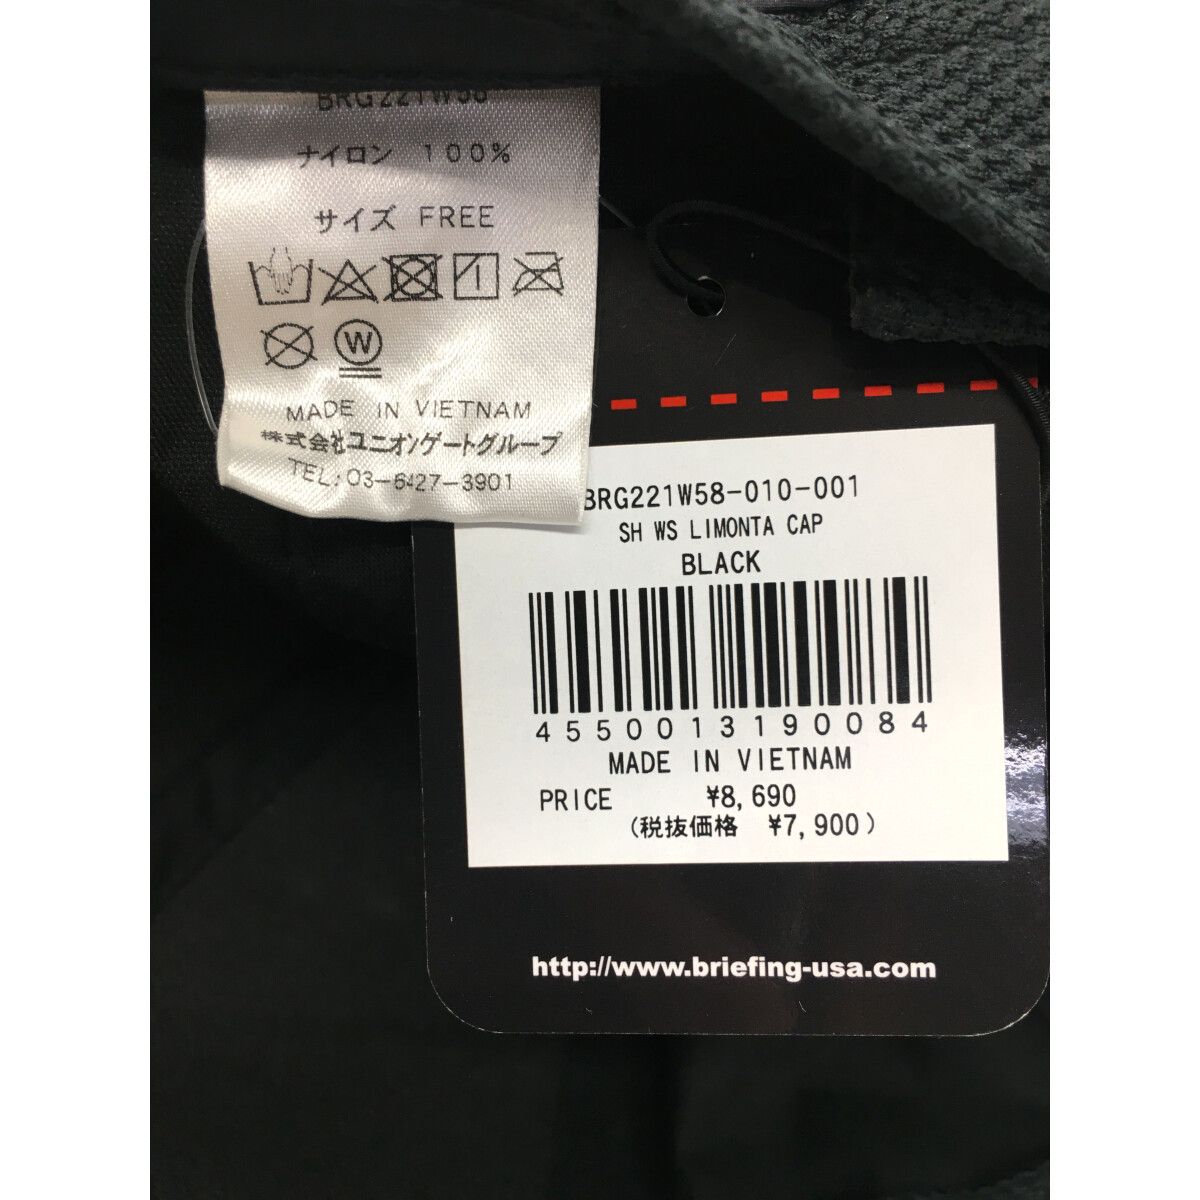 BRG221W58
ナイロン 100%
サイズ FREE
W
MADE IN VIETNAM
株式会社ユニオンゲートグループ
TEL:03-6427-3901
BRG221W58-010-001
SH WS LIMONTA CAP
BLACK
4550013190084
MADE IN VIETNAM
PRICE ¥8,690
(税抜価格 ¥7,900)
http://www.briefing-usa.com